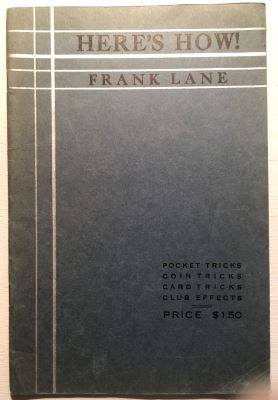 HERE'S HOW!
FRANK LANE
POCKET TRICKS
COIN TRICKS
CARD TRICKS
CLUB EFFECTS
PRICE $1.50